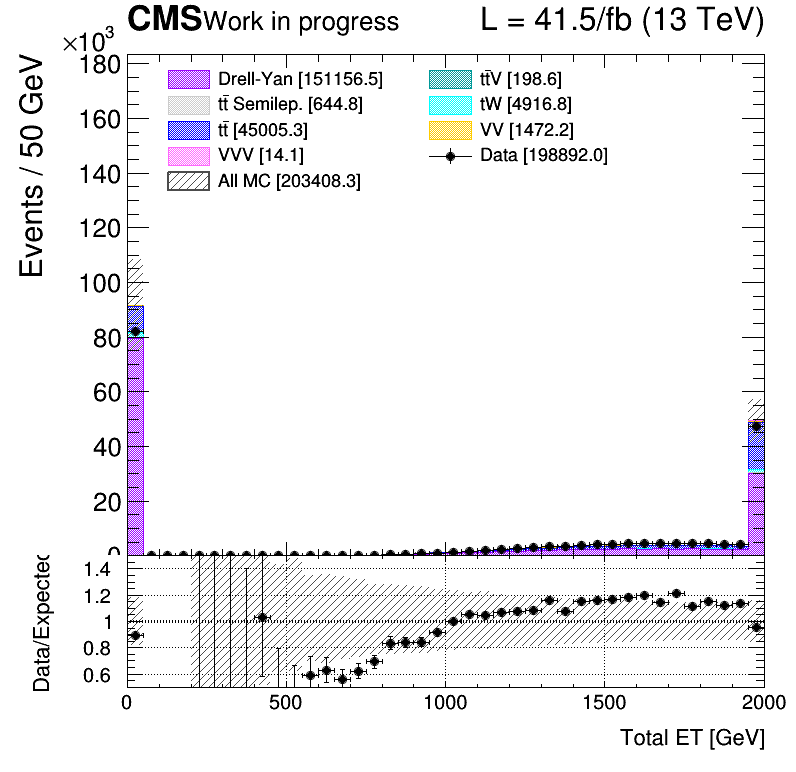 CMS Work in progress L = 41.5/fb (13 TeV)
×10³
Events / 50 GeV
180
160
140
120
100
80
60
40
20
0
Drell-Yan [151156.5]
tt̄ Semilep. [644.8]
tt̄ [45005.3]
VVV [14.1]
All MC [203408.3]
tt̄V [198.6]
tW [4916.8]
VV [1472.2]
Data [198892.0]
Data/Expected
1.4
1.2
1
0.8
0.6
0 500 1000 1500 2000
Total ET [GeV]